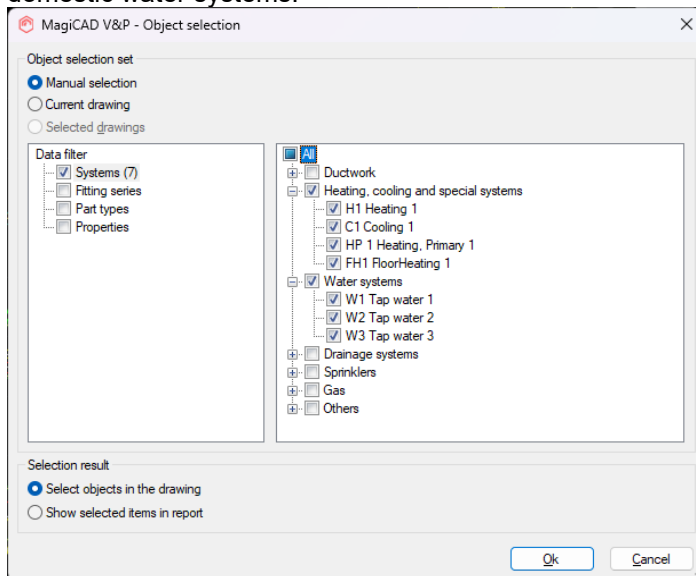 domestic water systems.
MagiCAD V&P - Object selection
Object selection set
Manual selection
Current drawing
Selected drawings
Data filter
Systems (7)
Fitting series
Part types
Properties
All
Ductwork
Heating, cooling and special systems
H1 Heating 1
C1 Cooling 1
HP 1 Heating, Primary 1
FH1 FloorHeating 1
Water systems
W1 Tap water 1
W2 Tap water 2
W3 Tap water 3
Drainage systems
Sprinklers
Gas
Others
Selection result
Select objects in the drawing
Show selected items in report
Ok Cancel